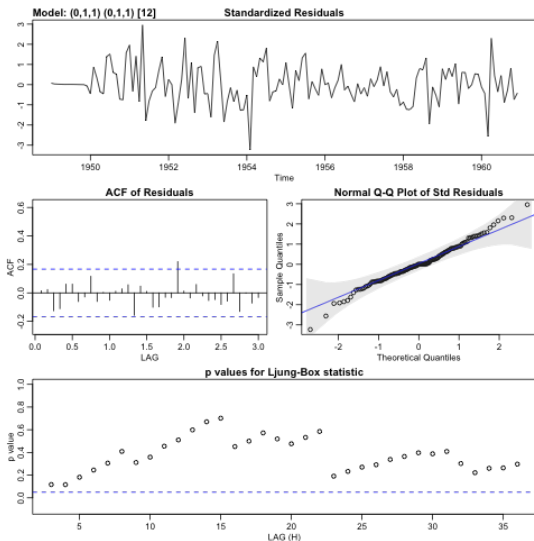 Model: (0,1,1) (0,1,1) [12] Standardized Residuals
3
2
1
0
-1
-2
-3
1950 1952 1954 1956 1958 1960
Time
ACF of Residuals
ACF
0.6
0.4
0.2
0.0
-0.2
0.0 0.5 1.0 1.5 2.0 2.5 3.0
LAG
Normal Q-Q Plot of Std Residuals
Sample Quantiles
3
2
1
0
-1
-2
-3
-2 -1 0 1 2
Theoretical Quantiles
p values for Ljung-Box statistic
p value
1.0
0.8
0.4
0.0
5 10 15 20 25 30 35
LAG (H)